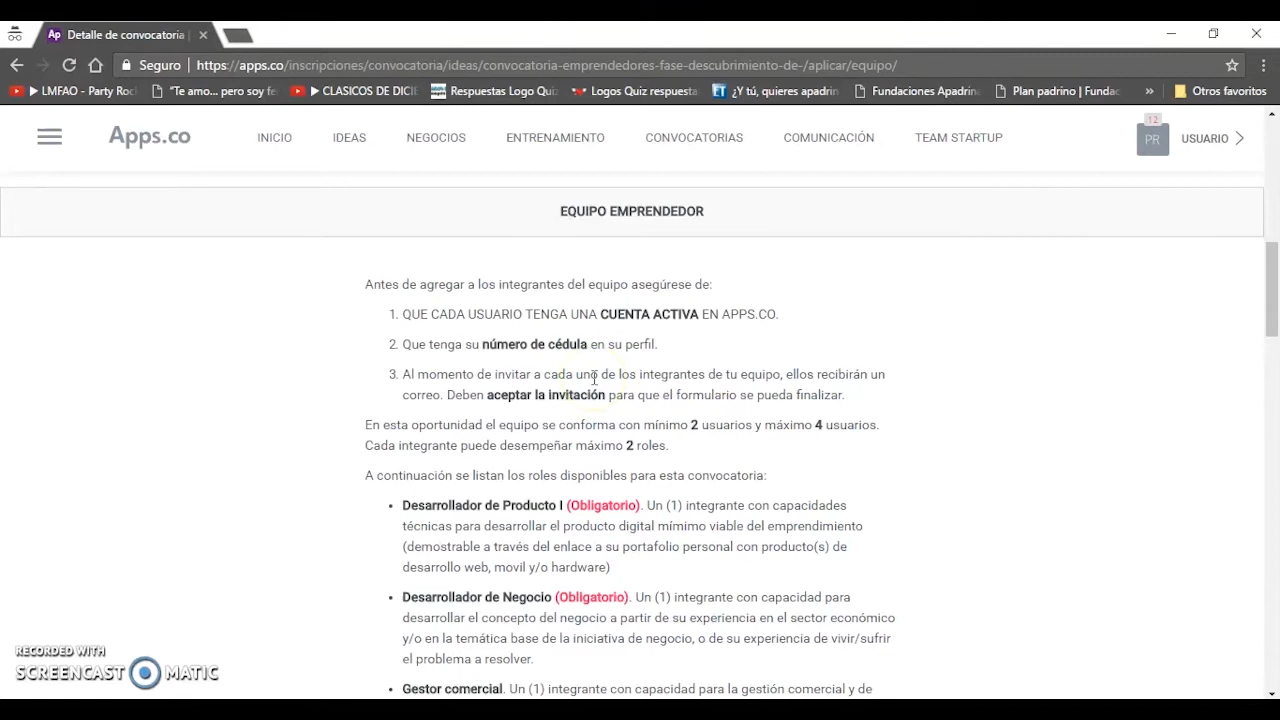 Ap Detalle de convocatoria |
Seguro https://apps.co/inscripciones/convocatoria/ideas/convocatoria-emprendedores-fase-descubrimiento-de-/aplicar/equipo/
LMFAO - Party Rock "Te amo... pero soy fe CLASICOS DE DICIE Respuestas Logo Quiz Logos Quiz respuesta ¿Y tú, quieres apadrin Fundaciones Apadrina Plan padrino | Fundac » Otros favoritos
Apps.co INICIO IDEAS NEGOCIOS ENTRENAMIENTO CONVOCATORIAS COMUNICACIÓN TEAM STARTUP 12 PR USUARIO
EQUIPO EMPRENDEDOR
Antes de agregar a los integrantes del equipo asegúrese de:
1. QUE CADA USUARIO TENGA UNA CUENTA ACTIVA EN APPS.CO.
2. Que tenga su número de cédula en su perfil.
3. Al momento de invitar a cada uno de los integrantes de tu equipo, ellos recibirán un
correo. Deben aceptar la invitación para que el formulario se pueda finalizar.
En esta oportunidad el equipo se conforma con mínimo 2 usuarios y máximo 4 usuarios.
Cada integrante puede desempeñar máximo 2 roles.
A continuación se listan los roles disponibles para esta convocatoria:
• Desarrollador de Producto I (Obligatorio). Un (1) integrante con capacidades
técnicas para desarrollar el producto digital mímimo viable del emprendimiento
(demostrable a través del enlace a su portafolio personal con producto(s) de
desarrollo web, movil y/o hardware)
• Desarrollador de Negocio (Obligatorio). Un (1) integrante con capacidad para
desarrollar el concepto del negocio a partir de su experiencia en el sector económico
y/o en la temática base de la iniciativa de negocio, o de su experiencia de vivir/sufrir
el problema a resolver.
• Gestor comercial. Un (1) integrante con capacidad para la gestión comercial y de
RECORDED WITH
SCREENCAST MATIC